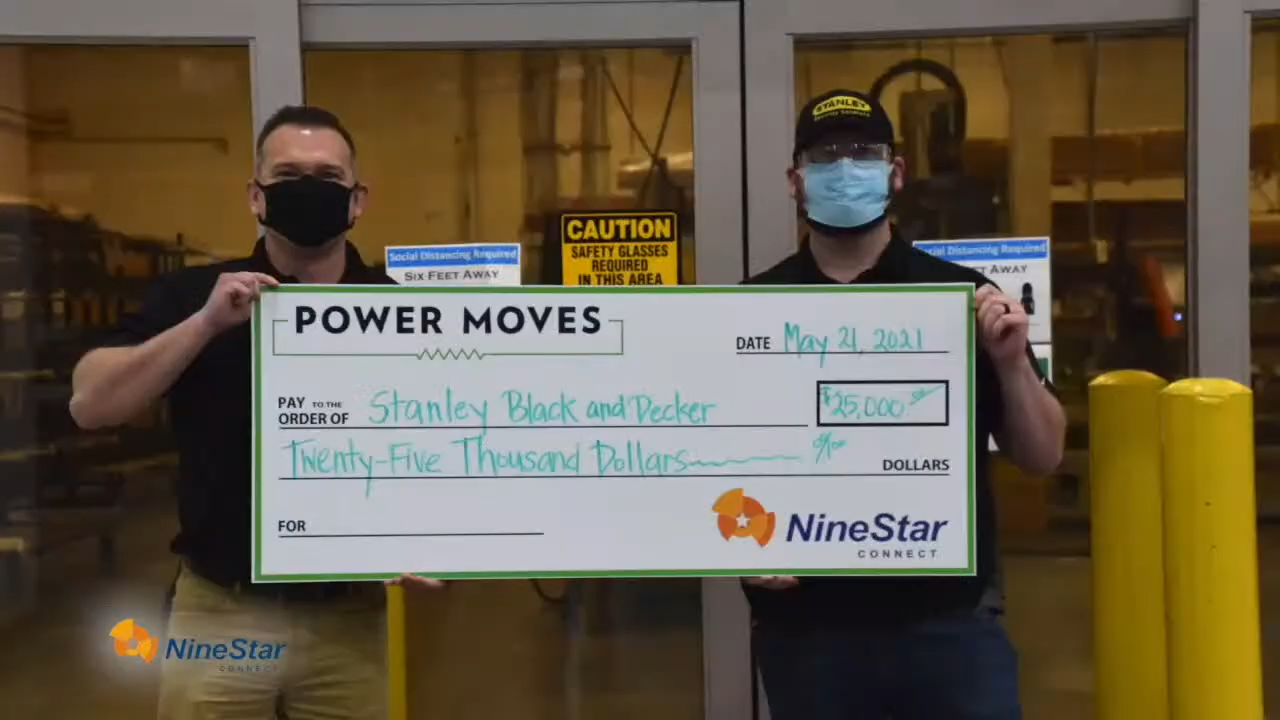 STANLEY
CAUTION
SAFETY GLASSES
REQUIRED
IN THIS AREA
Social Distancing Required
SIX FEET AWAY
Social Distancing Required
AWAY
POWER MOVES
DATE May 21, 2021
PAY TO THE
ORDER OF Stanley Black and Decker $25,000
Twenty-Five Thousand Dollars DOLLARS
FOR
NineStar
CONNECT
NineStar
CONNECT